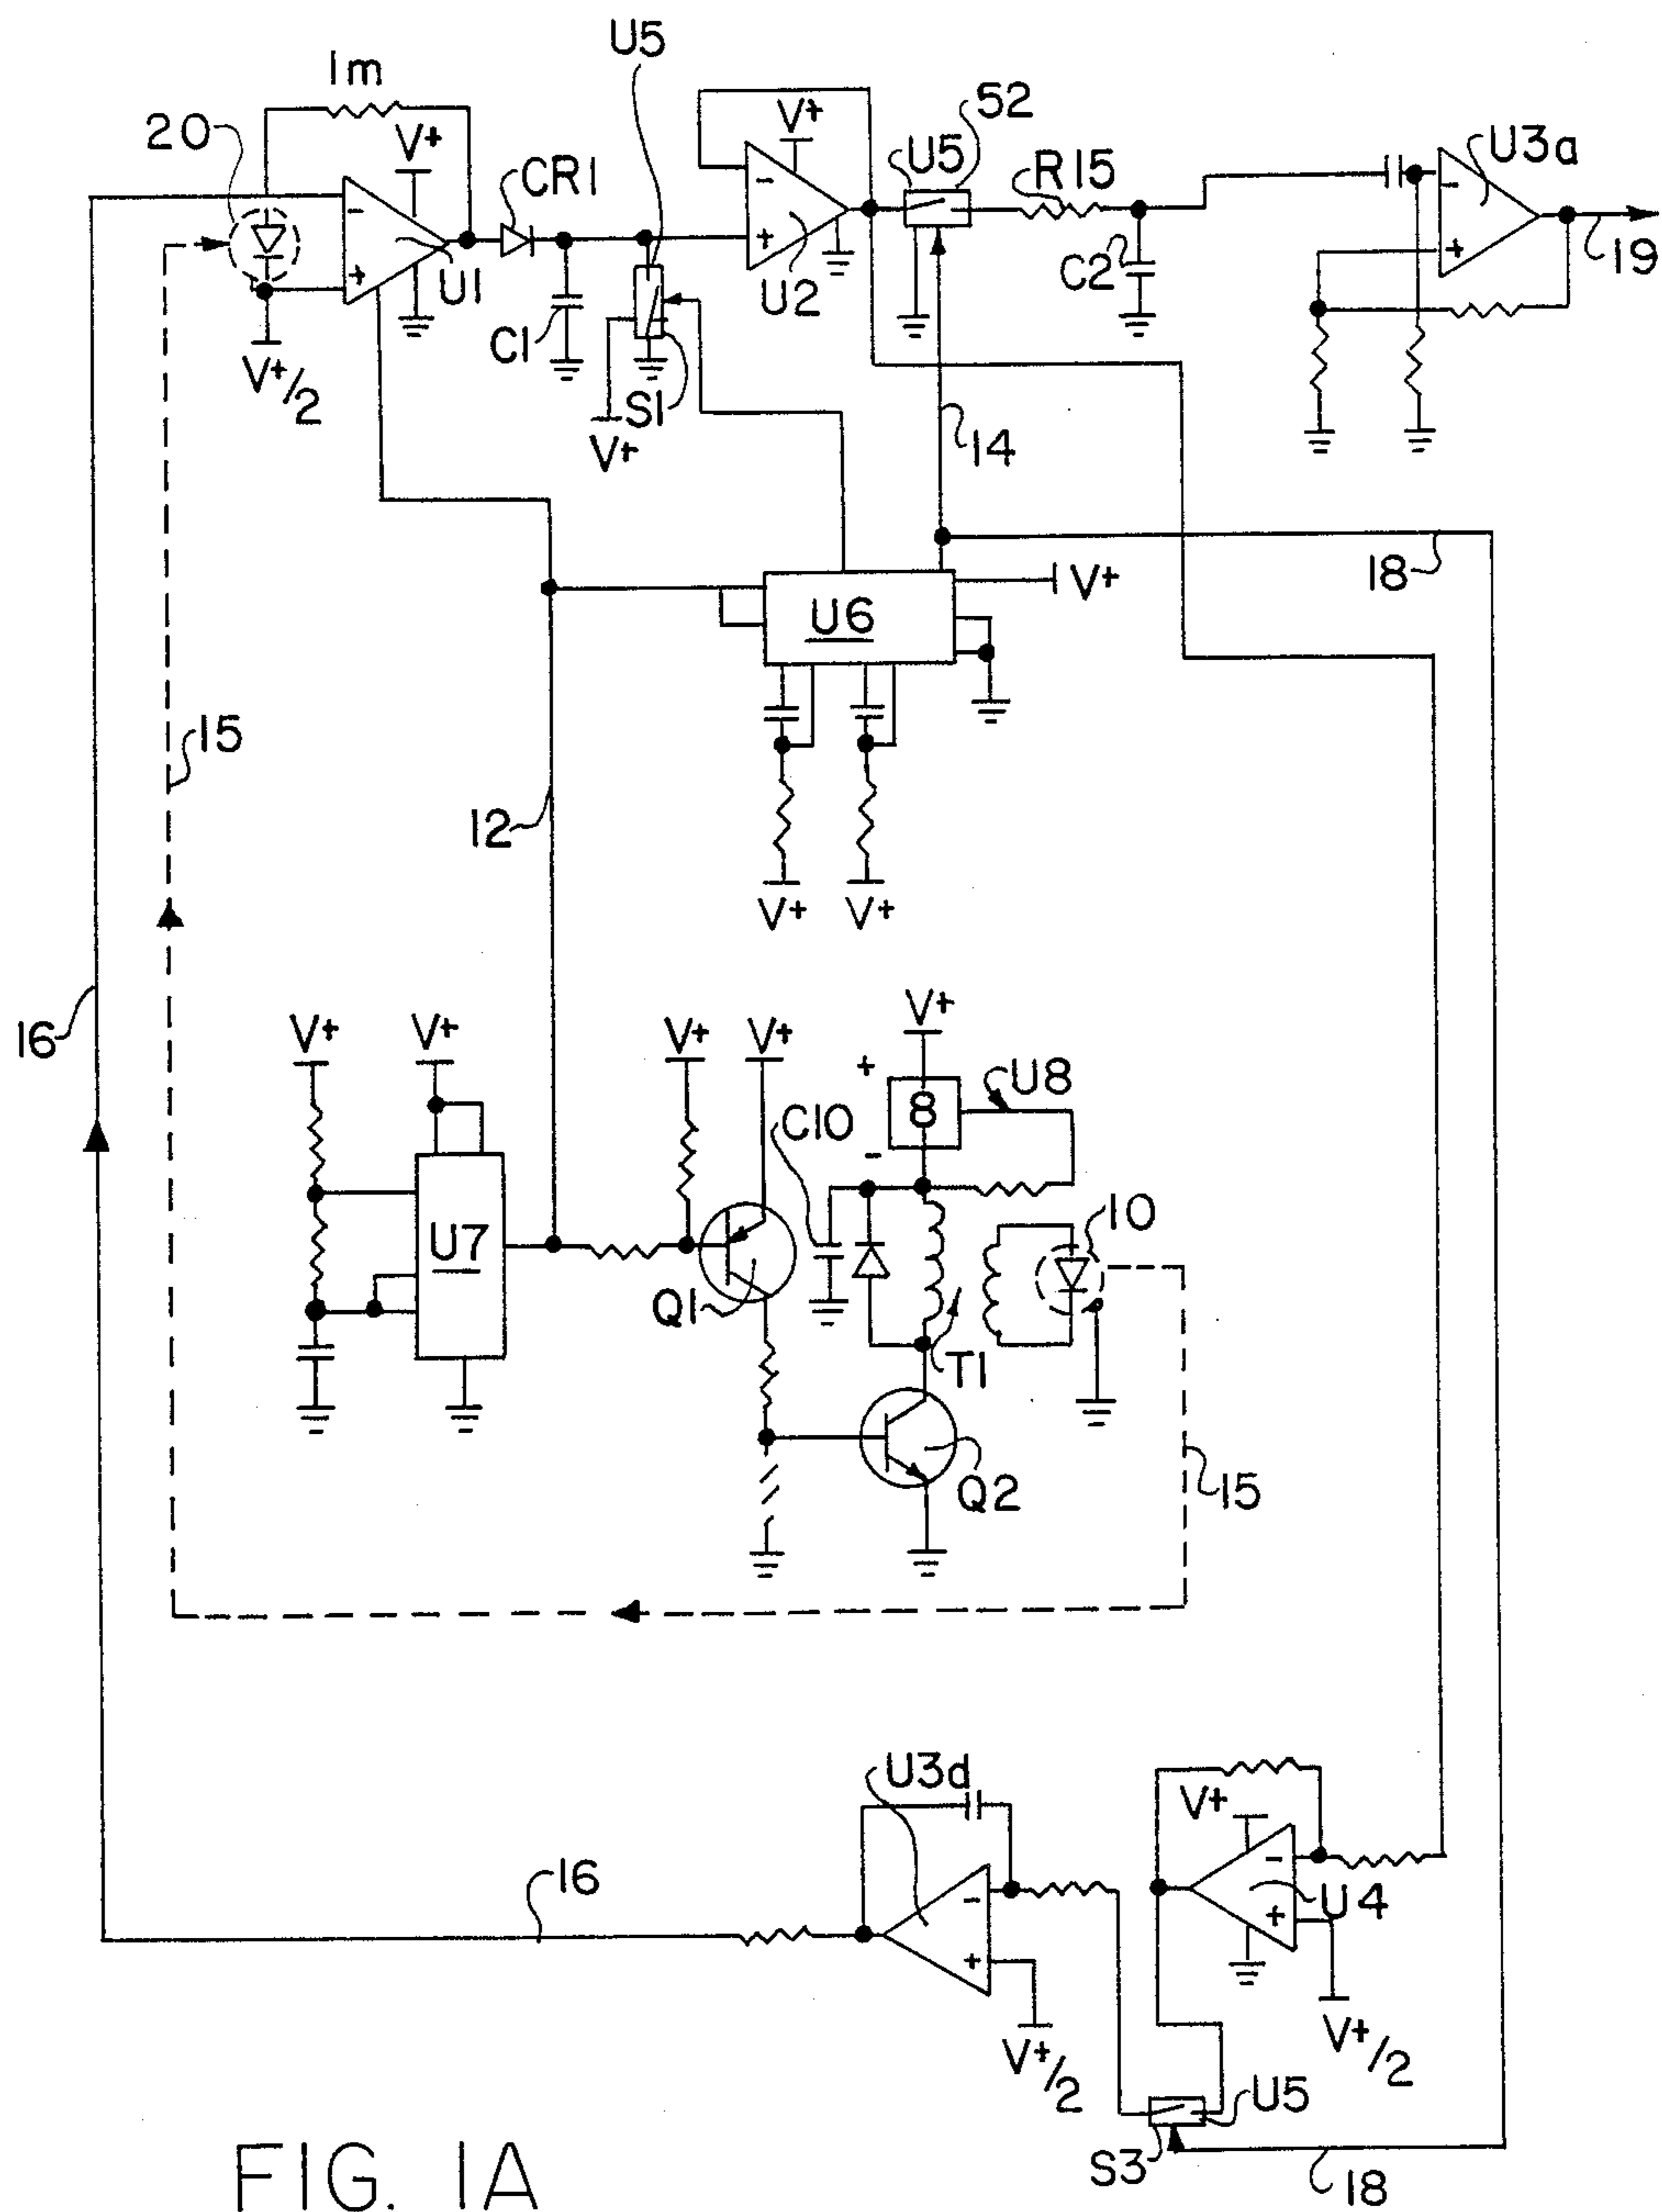 U5
1m
52
20
V+
V+
U5
U3a
CR1
R15
-
-
-
+
+
+
U1
U2
C2
19
V+/2
C1
S1
V+
14
18
V+
U6
15
12
V+
V+
16
V+
V+
V+
V+
V+
+
U8
8
C10
-
10
U7
Q1
T1
Q2
15
U3d
V+
-
16
-
U4
+
+
V+/2
V+/2
U5
S3
18
FIG. 1A